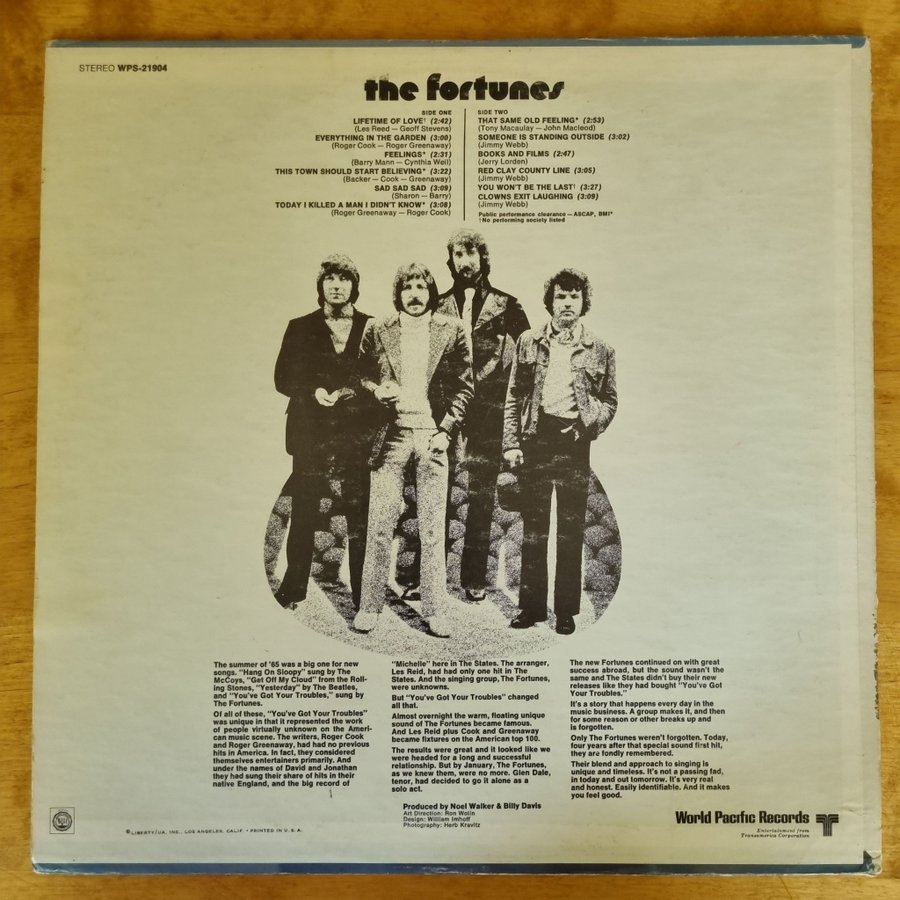 STEREO WPS-21904
the fortunes
SIDE ONE
LIFETIME OF LOVE† (2:42)
(Les Reed — Geoff Stevens)
EVERYTHING IN THE GARDEN (3:00)
(Roger Cook — Roger Greenaway)
FEELINGS* (2:31)
(Barry Mann — Cynthia Weil)
THIS TOWN SHOULD START BELIEVING* (3:22)
(Backer — Cook — Greenaway)
SAD SAD SAD (3:09)
(Sharon — Barry)
TODAY I KILLED A MAN I DIDN'T KNOW* (3:08)
(Roger Greenaway — Roger Cook)
SIDE TWO
THAT SAME OLD FEELING* (2:53)
(Tony Macaulay — John Macleod)
SOMEONE IS STANDING OUTSIDE (3:02)
(Jimmy Webb)
BOOKS AND FILMS (2:47)
(Jerry Lorden)
RED CLAY COUNTY LINE (3:05)
(Jimmy Webb)
YOU WON'T BE THE LAST† (3:27)
CLOWNS EXIT LAUGHING (3:09)
(Jimmy Webb)
Public performance clearance — ASCAP, BMI*
†No performing society listed
The summer of '65 was a big one for new
songs. "Hang On Sloopy" sung by The
McCoys, "Get Off My Cloud" from the Roll-
ing Stones, "Yesterday" by The Beatles,
and "You've Got Your Troubles," sung by
The Fortunes.
Of all of these, "You've Got Your Troubles"
was unique in that it represented the work
of people virtually unknown on the Ameri-
can music scene. The writers, Roger Cook
and Roger Greenaway, had had no previous
hits in America. In fact, they considered
themselves entertainers primarily. And
under the names of David and Jonathan
they had sung their share of hits in their
native England, and the big record of
"Michelle" here in The States. The arranger,
Les Reid, had had only one hit in The
States. And the singing group, The Fortunes,
were unknowns.
But "You've Got Your Troubles" changed
all that.
Almost overnight the warm, floating unique
sound of The Fortunes became famous.
And Les Reid plus Cook and Greenaway
became fixtures on the American top 100.
The results were great and it looked like we
were headed for a long and successful
relationship. But by January, The Fortunes,
as we knew them, were no more. Glen Dale,
tenor, had decided to go it alone as a
solo act.
The new Fortunes continued on with great
success abroad, but the sound wasn't the
same and The States didn't buy their new
releases like they had bought "You've Got
Your Troubles."
It's a story that happens every day in the
music business. A group makes it, and then
for some reason or other breaks up and
is forgotten.
Only The Fortunes weren't forgotten. Today,
four years after that special sound first hit,
they are fondly remembered.
Their blend and approach to singing is
unique and timeless. It's not a passing fad,
in today and out tomorrow. It's very real
and honest. Easily identifiable. And it makes
you feel good.
Produced by Noel Walker & Billy Davis
Art Direction: Ron Wolin
Design: William Imhoff
Photography: Herb Kravitz
©LIBERTY/UA, INC., LOS ANGELES, CALIF. • PRINTED IN U.S.A.
World Pacific Records
Entertainment from
Transamerica Corporation